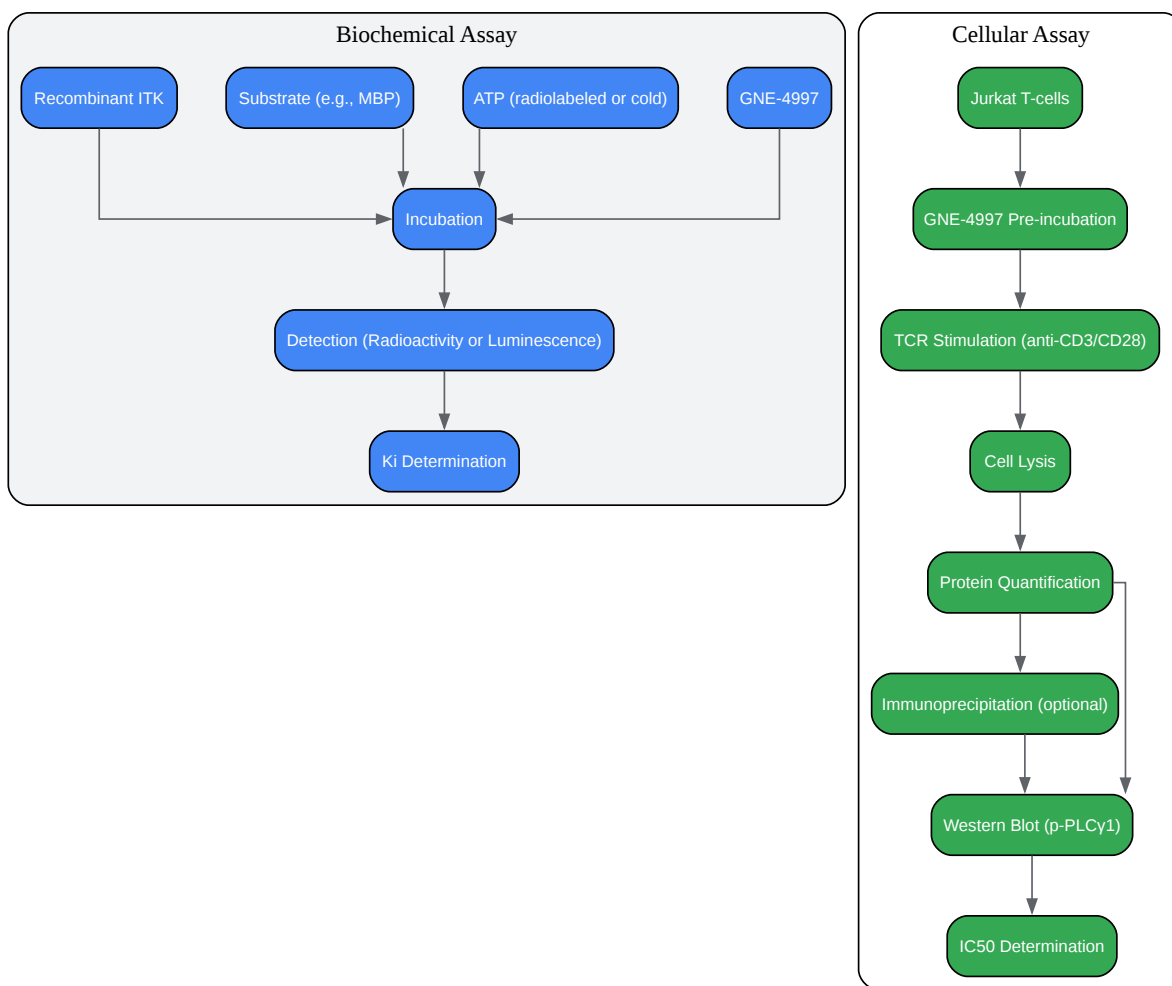 Biochemical Assay
Recombinant ITK
Substrate (e.g., MBP)
ATP (radiolabeled or cold)
GNE-4997
Incubation
Detection (Radioactivity or Luminescence)
Ki Determination
Cellular Assay
Jurkat T-cells
GNE-4997 Pre-incubation
TCR Stimulation (anti-CD3/CD28)
Cell Lysis
Protein Quantification
Immunoprecipitation (optional)
Western Blot (p-PLCγ1)
IC50 Determination